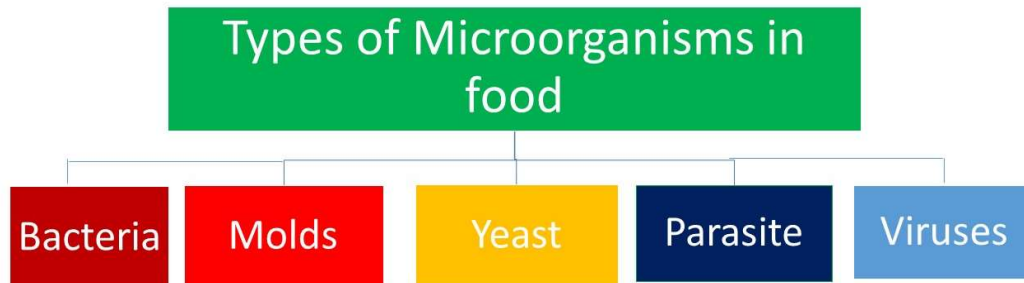 Types of Microorganisms in
food
Bacteria
Molds
Yeast
Parasite
Viruses